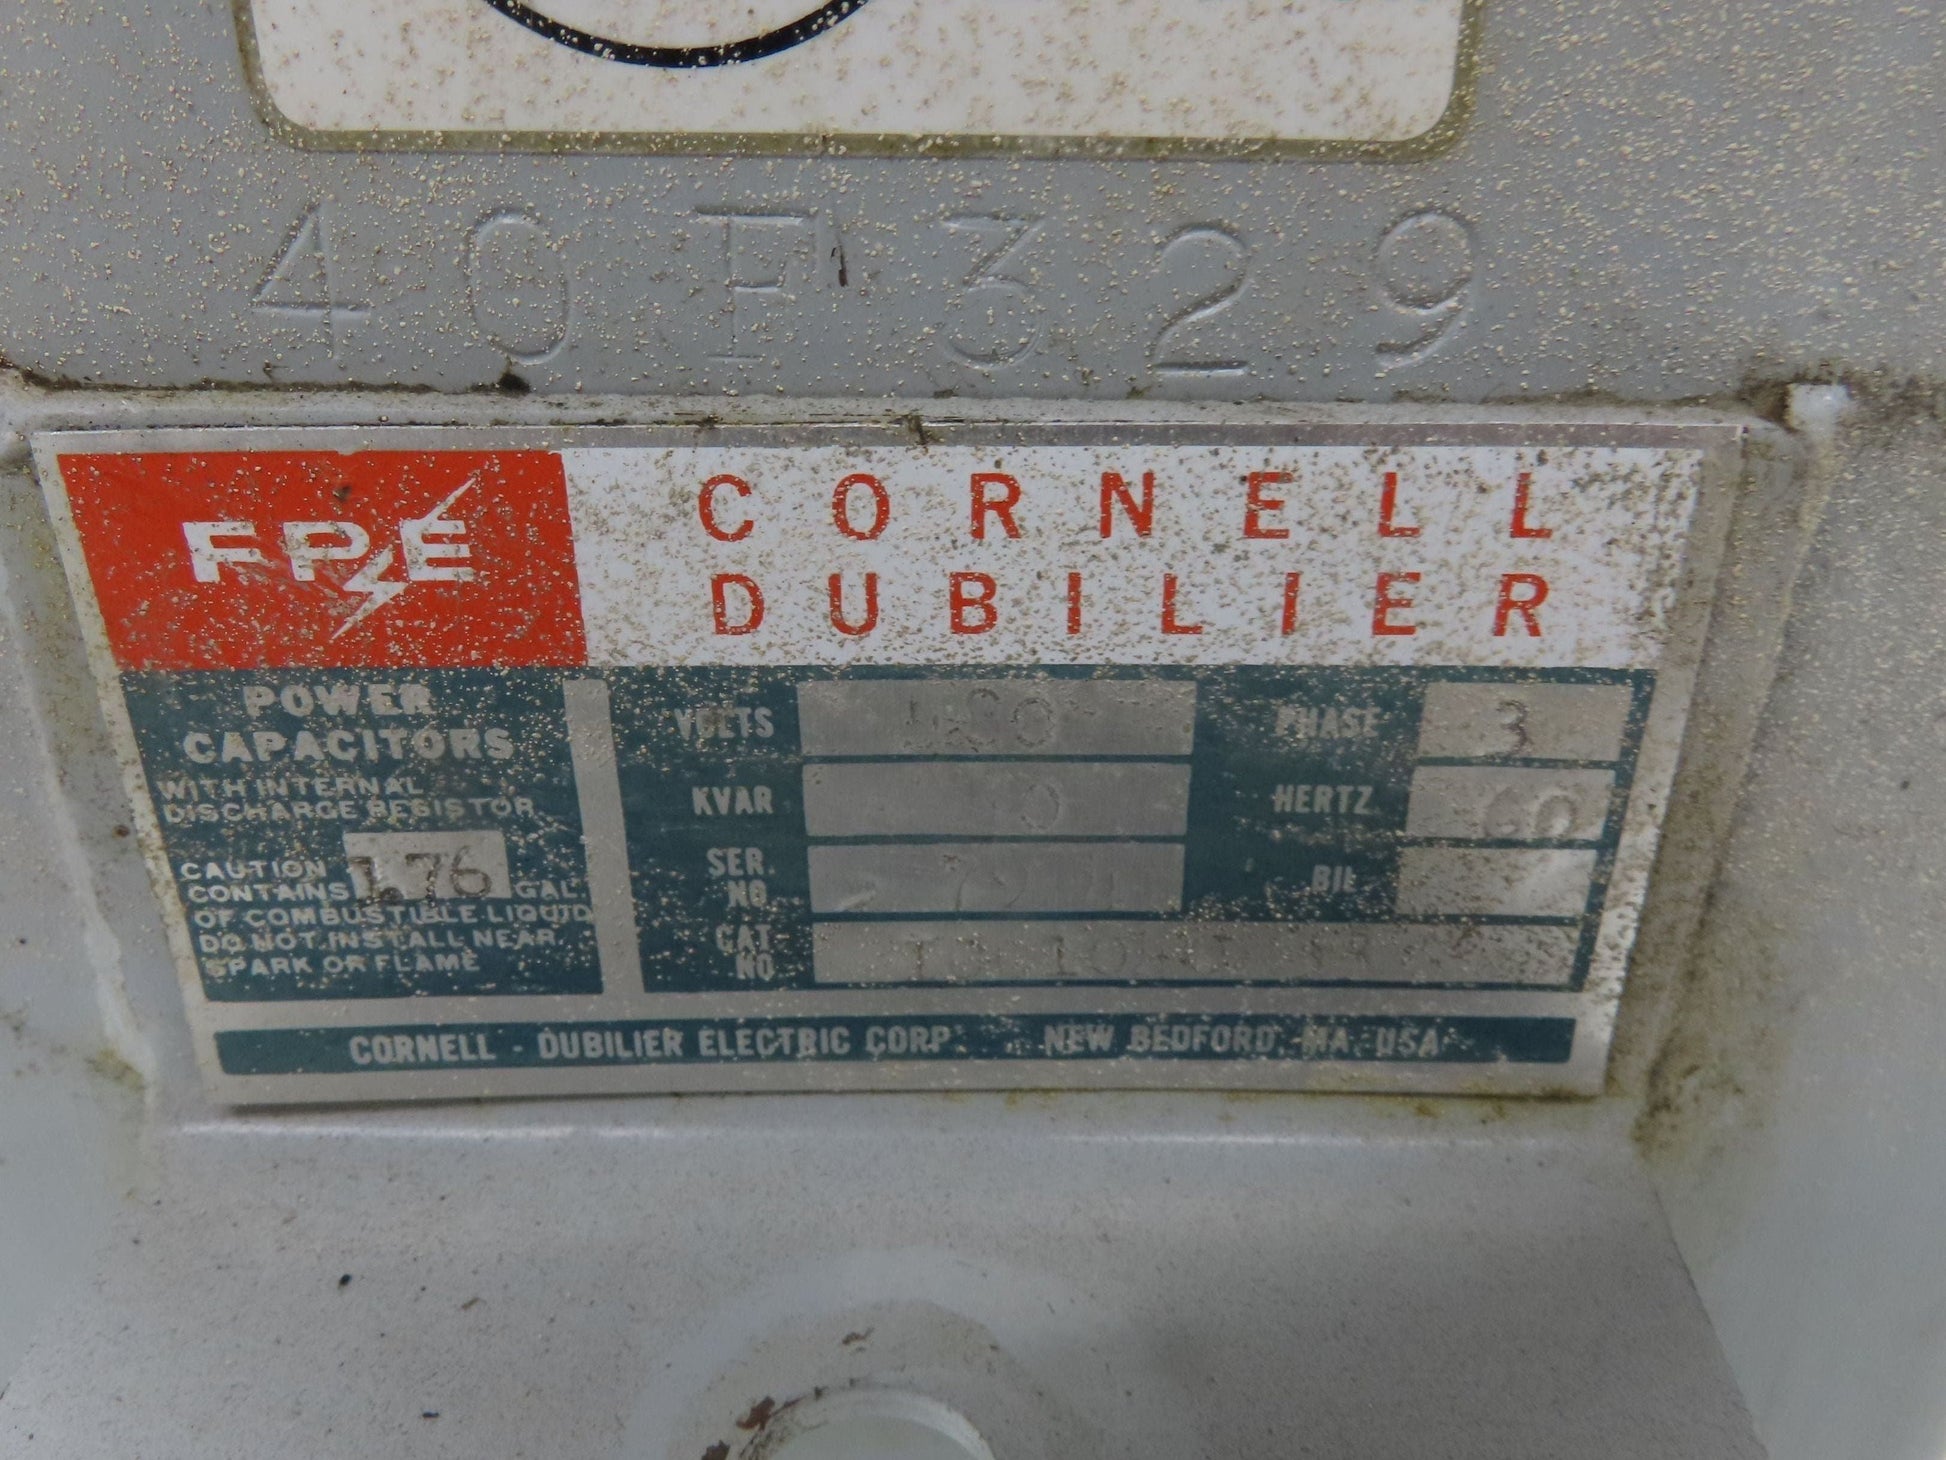 40F329
FPE
CORNELL
DUBILIER
POWER
CAPACITORS
WITH INTERNAL
DISCHARGE RESISTOR
CAUTION
CONTAINS 1.76 GAL
OF COMBUSTIBLE LIQUID
DO NOT INSTALL NEAR
SPARK OR FLAME
VOLTS 480
PHASE 3
KVAR
HERTZ 60
SER.
NO.
BIL
CAT
NO
CORNELL - DUBILIER ELECTRIC CORP. NEW BEDFORD, MA. USA